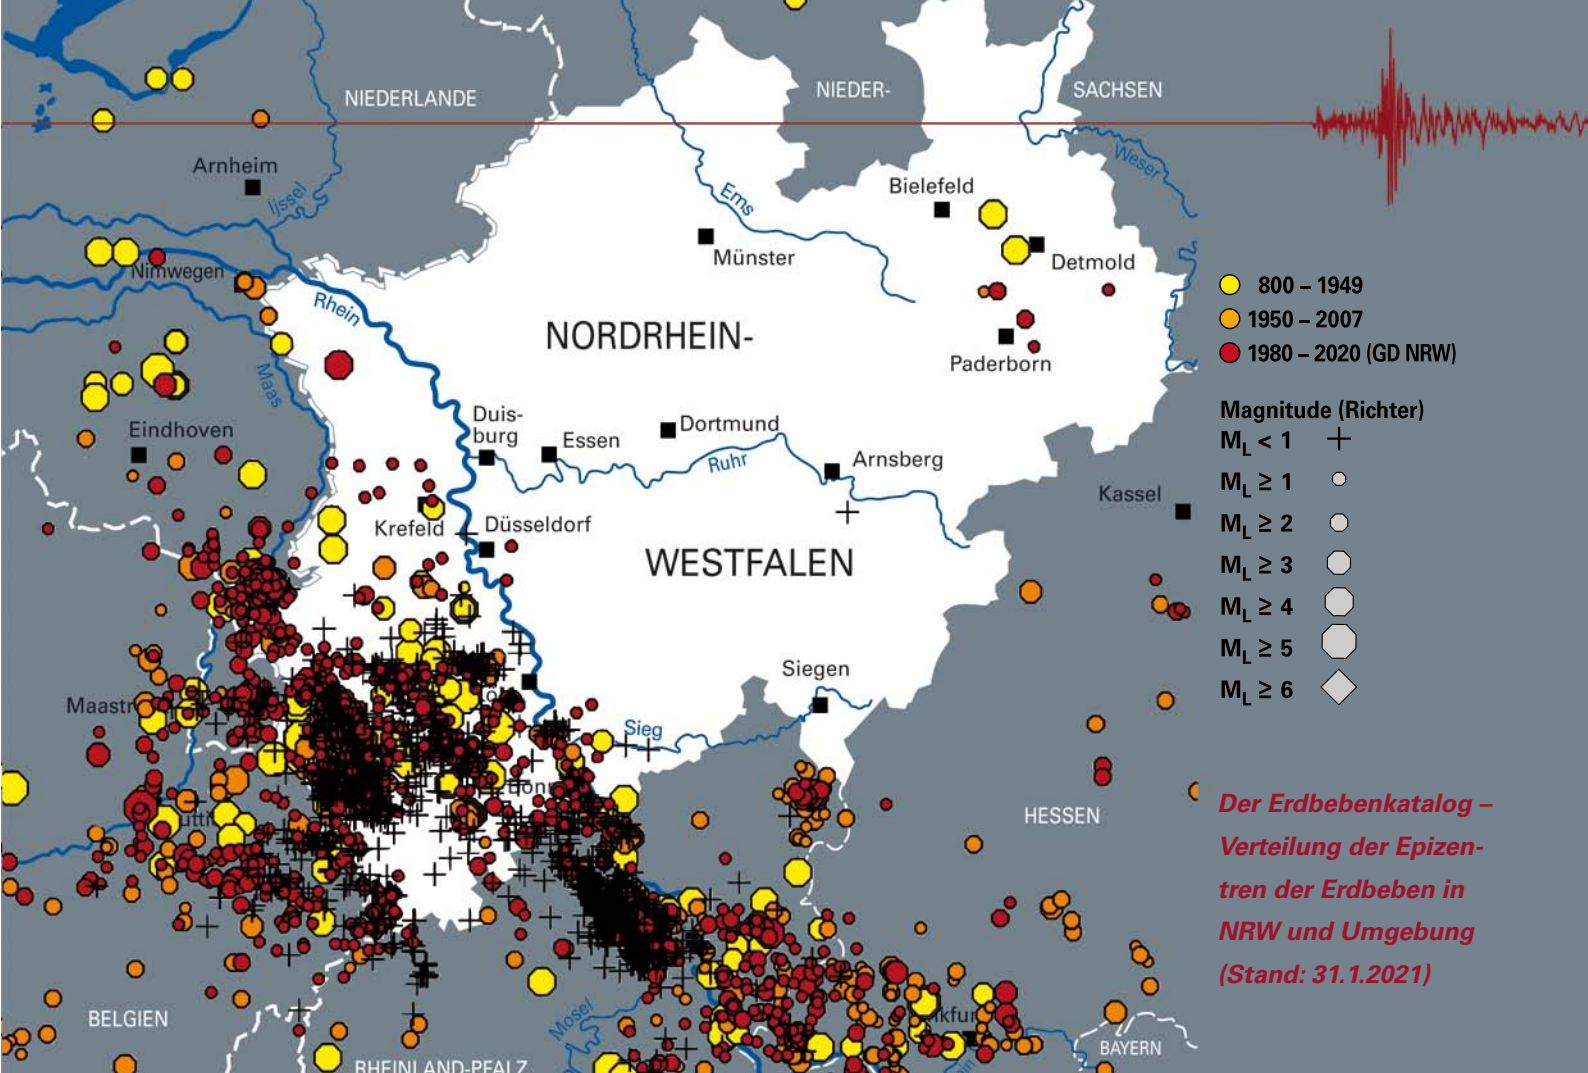 NIEDERLANDE
NIEDER-
SACHSEN
Arnheim
Ijssel
Weser
Bielefeld
Ems
Münster
Detmold
Nimwegen
Rhein
NORDRHEIN-
Paderborn
Maas
Eindhoven
Duis-
burg
Essen
Dortmund
Ruhr
Arnsberg
Kassel
Krefeld
Düsseldorf
WESTFALEN
Siegen
Maastr
Sieg
Bonn
HESSEN
BELGIEN
Mosel
RHEINLAND-PFALZ
BAYERN
800 – 1949
1950 – 2007
1980 – 2020 (GD NRW)
Magnitude (Richter)
ML < 1
ML ≥ 1
ML ≥ 2
ML ≥ 3
ML ≥ 4
ML ≥ 5
ML ≥ 6
Der Erdbebenkatalog –
Verteilung der Epizen-
tren der Erdbeben in
NRW und Umgebung
(Stand: 31.1.2021)